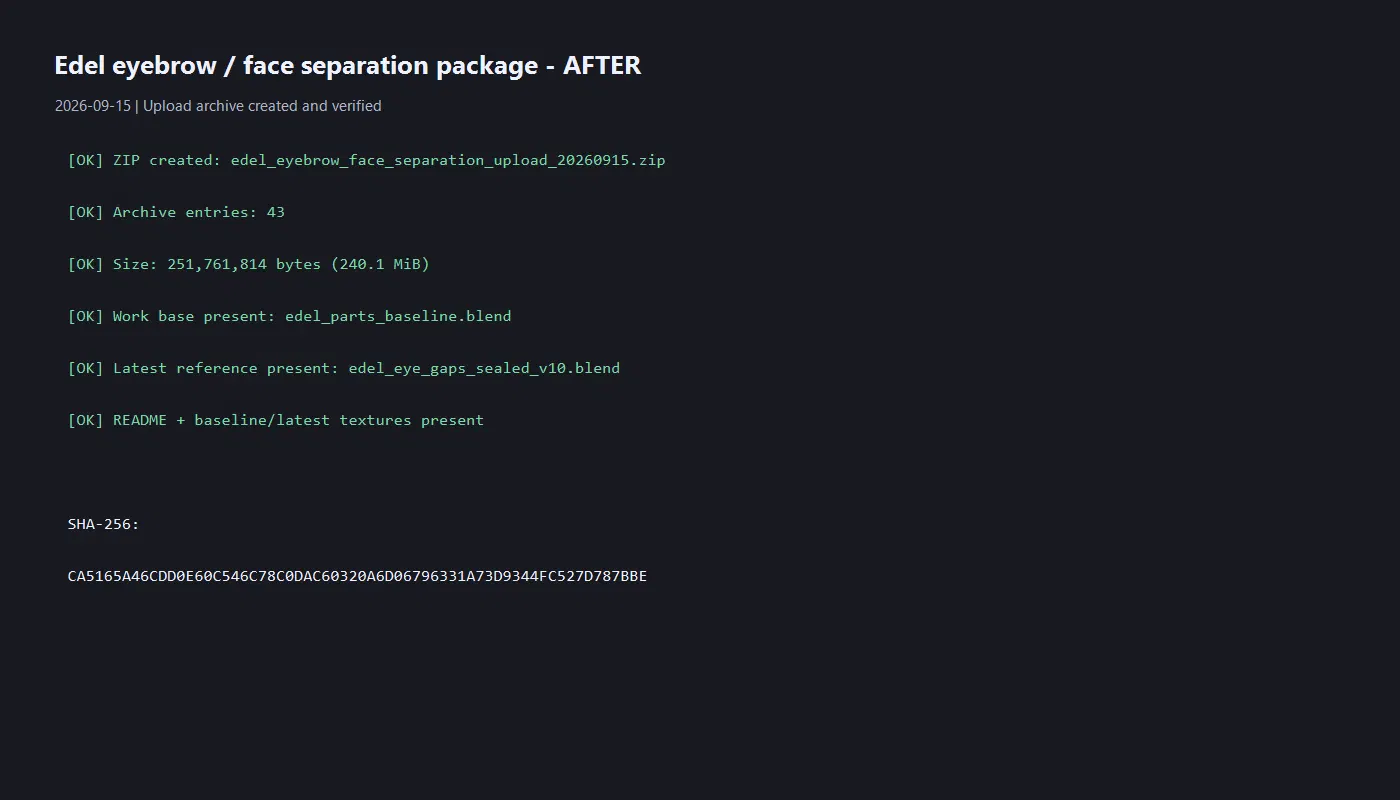 Edel eyebrow / face separation package - AFTER
2026-09-15 | Upload archive created and verified
[OK] ZIP created: edel_eyebrow_face_separation_upload_20260915.zip
[OK] Archive entries: 43
[OK] Size: 251,761,814 bytes (240.1 MiB)
[OK] Work base present: edel_parts_baseline.blend
[OK] Latest reference present: edel_eye_gaps_sealed_v10.blend
[OK] README + baseline/latest textures present
SHA-256:
CA5165A46CDD0E60C546C78C0DAC60320A6D06796331A73D9344FC527D787BBE